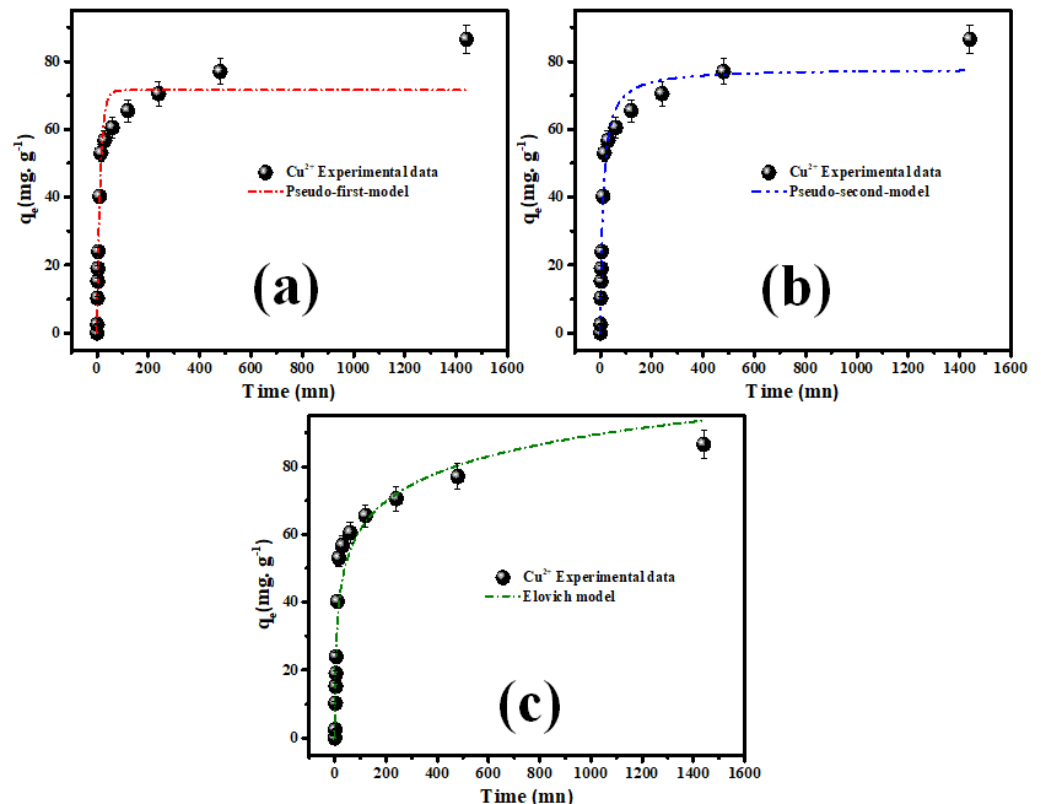 80
60
40
20
0
qe(mg. g-1)
Cu2+ Experimental data
Pseudo-first-model
(a)
0 200 400 600 800 1000 1200 1400 1600
Time (mn)
80
60
40
20
0
qe(mg. g-1)
Cu2+ Experimental data
Pseudo-second-model
(b)
0 200 400 600 800 1000 1200 1400 1600
Time (mn)
80
60
40
20
0
qe(mg. g-1)
Cu2+ Experimental data
Elovich model
(c)
0 200 400 600 800 1000 1200 1400 1600
Time (mn)